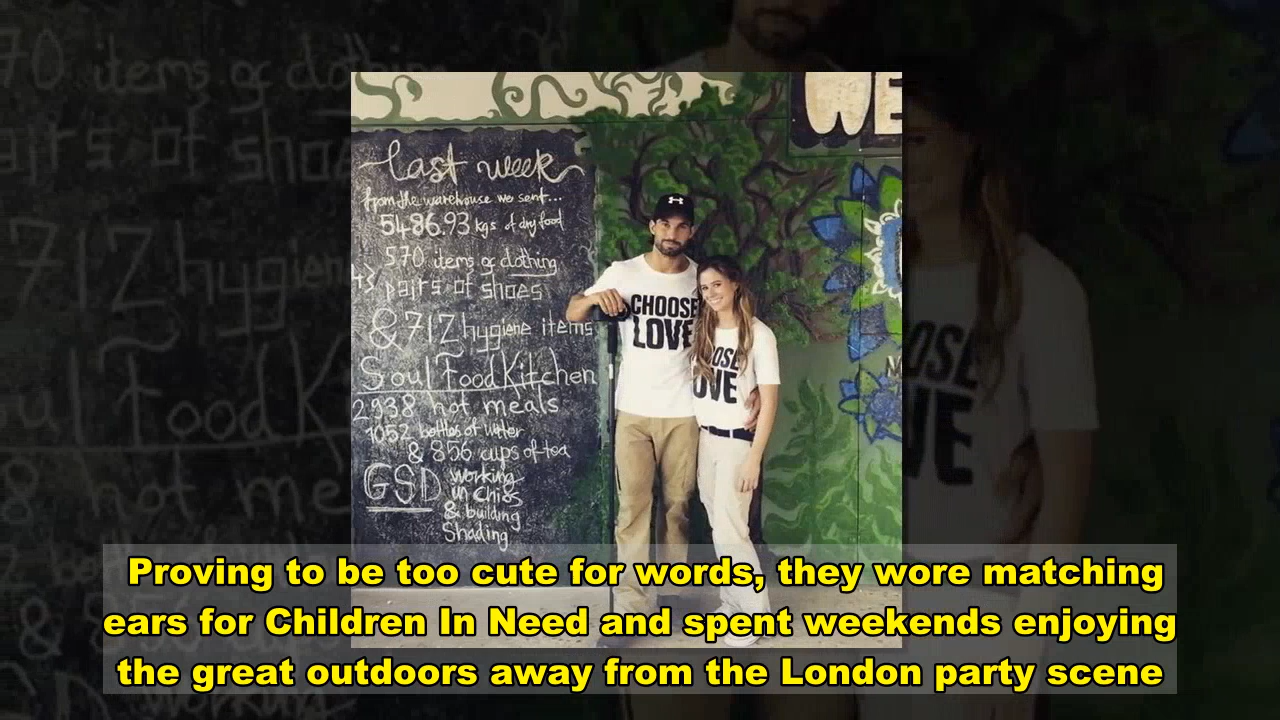 WE
last week
from the warehouse we sent...
5486.93 kgs of dry food
570 items of clothing
43 pairs of shoes
& 712 hygiene items
Soul Food Kitchen
2938 hot meals
1052 bottles of water
& 856 cups of tea
GSD working
in Chios
& building
Shading
CHOOSE
LOVE
OSE
OVE
Proving to be too cute for words, they wore matching
ears for Children In Need and spent weekends enjoying
the great outdoors away from the London party scene